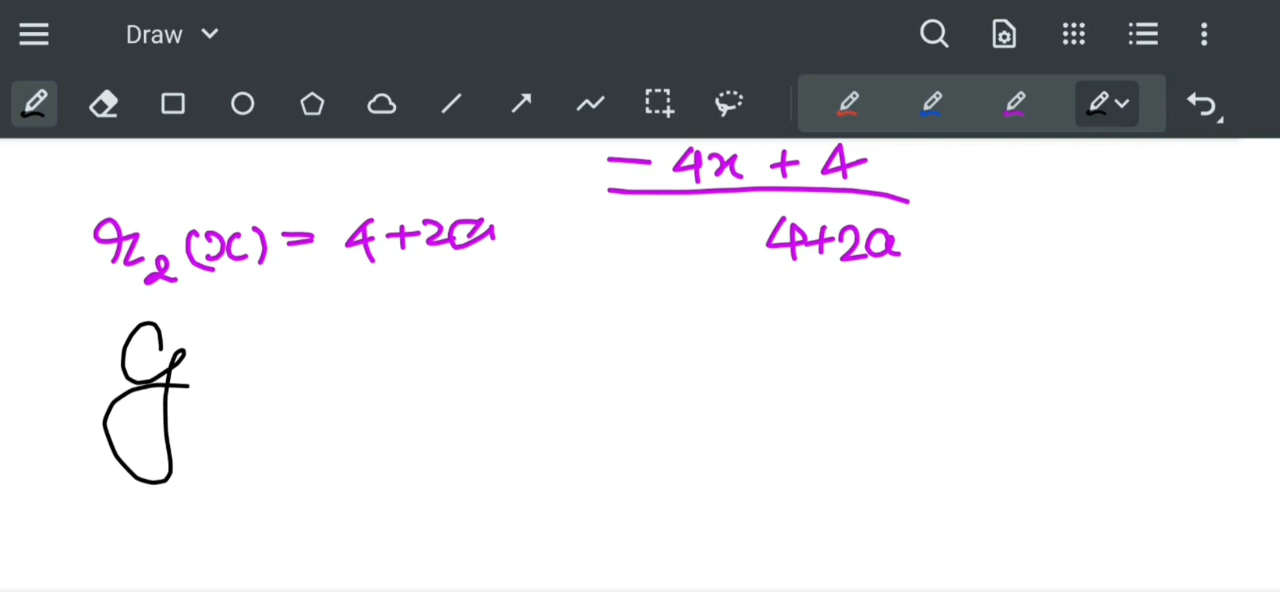 Draw
- 4x + 4
r₂(x) = 4+2a
4+2a
g